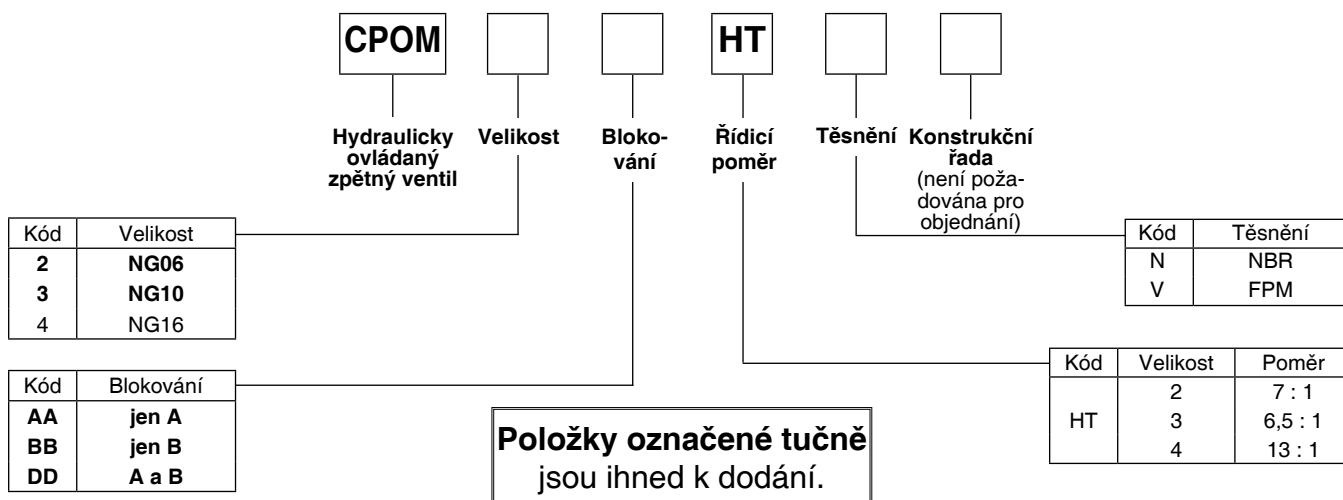 CPOM HT
Hydraulicky
ovládaný
zpětný ventil
Velikost
Bloko-
vání
Řídicí
poměr
Těsnění
Konstrukční
řada
(není poža-
dována pro
objednání)
Kód Velikost
2 NG06
3 NG10
4 NG16
Kód Těsnění
N NBR
V FPM
Kód Blokování
AA jen A
BB jen B
DD A a B
Kód Velikost Poměr
2 7 : 1
HT 3 6,5 : 1
4 13 : 1
Položky označené tučně
jsou ihned k dodání.